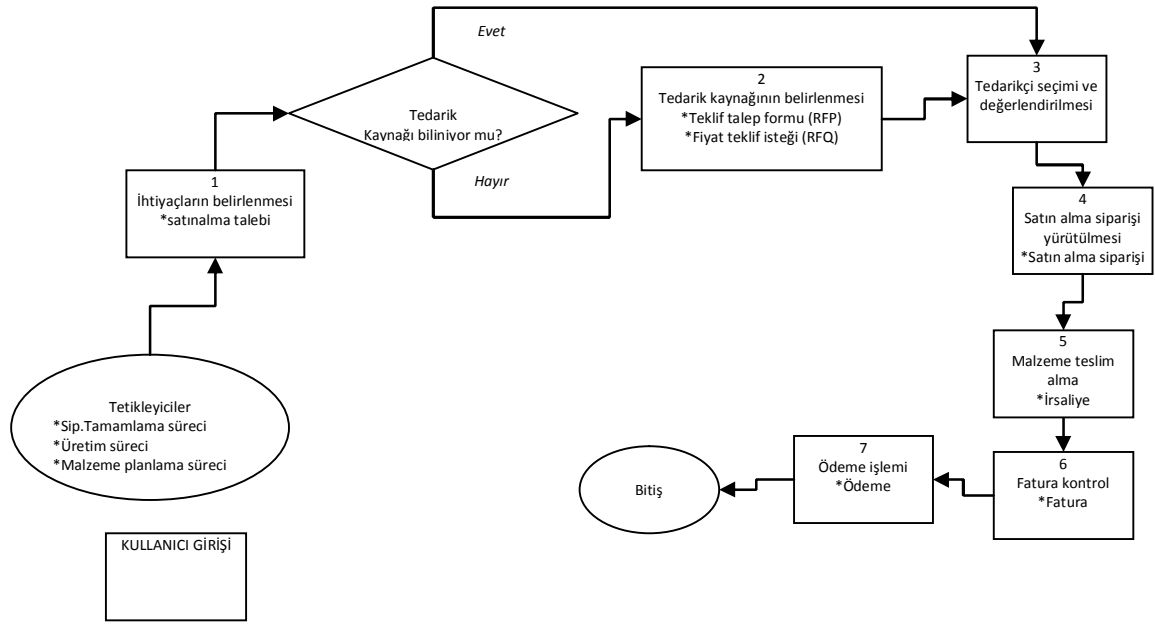 Evet
Tedarik
Kaynağı biliniyor mu?
Hayır
1
İhtiyaçların belirlenmesi
*satınalma talebi
2
Tedarik kaynağının belirlenmesi
*Teklif talep formu (RFP)
*Fiyat teklif isteği (RFQ)
3
Tedarikçi seçimi ve
değerlendirilmesi
4
Satın alma siparişi
yürütülmesi
*Satın alma siparişi
5
Malzeme teslim
alma
*İrsaliye
6
Fatura kontrol
*Fatura
7
Ödeme işlemi
*Ödeme
Bitiş
Tetikleyiciler
*Sip.Tamamlama süreci
*Üretim süreci
*Malzeme planlama süreci
KULLANICI GİRİŞİ